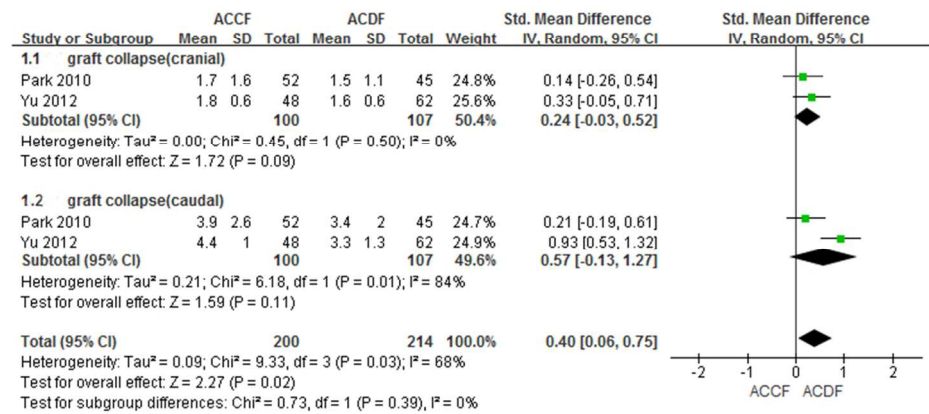 ACCF ACDF Std. Mean Difference Std. Mean Difference
Study or Subgroup Mean SD Total Mean SD Total Weight IV, Random, 95% CI IV, Random, 95% CI
1.1 graft collapse(cranial)
Park 2010 1.7 1.6 52 1.5 1.1 45 24.8% 0.14 [-0.26, 0.54]
Yu 2012 1.8 0.6 48 1.6 0.6 62 25.6% 0.33 [-0.05, 0.71]
Subtotal (95% CI) 100 107 50.4% 0.24 [-0.03, 0.52]
Heterogeneity: Tau² = 0.00; Chi² = 0.45, df = 1 (P = 0.50); I² = 0%
Test for overall effect: Z = 1.72 (P = 0.09)
1.2 graft collapse(caudal)
Park 2010 3.9 2.6 52 3.4 2 45 24.7% 0.21 [-0.19, 0.61]
Yu 2012 4.4 1 48 3.3 1.3 62 24.9% 0.93 [0.53, 1.32]
Subtotal (95% CI) 100 107 49.6% 0.57 [-0.13, 1.27]
Heterogeneity: Tau² = 0.21; Chi² = 6.18, df = 1 (P = 0.01); I² = 84%
Test for overall effect: Z = 1.59 (P = 0.11)
Total (95% CI) 200 214 100.0% 0.40 [0.06, 0.75]
Heterogeneity: Tau² = 0.09; Chi² = 9.33, df = 3 (P = 0.03); I² = 68%
Test for overall effect: Z = 2.27 (P = 0.02)
Test for subgroup differences: Chi² = 0.73, df = 1 (P = 0.39), I² = 0%
-2 -1 0 1 2
ACCF ACDF